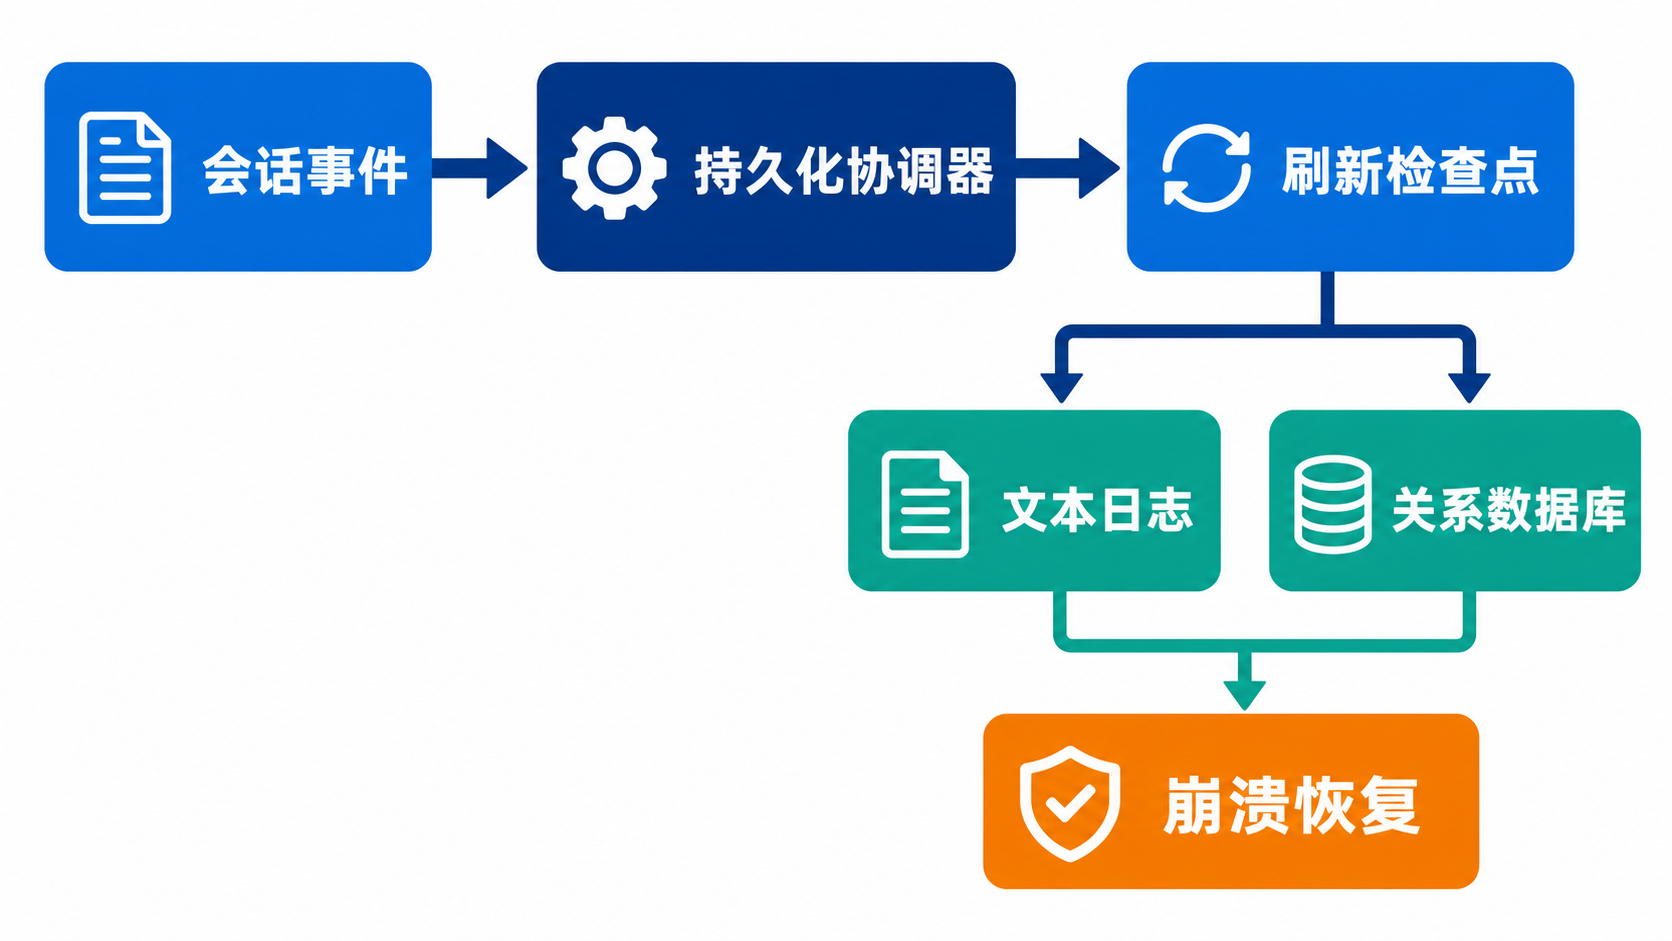 会话事件
持久化协调器
刷新检查点
文本日志
关系数据库
崩溃恢复